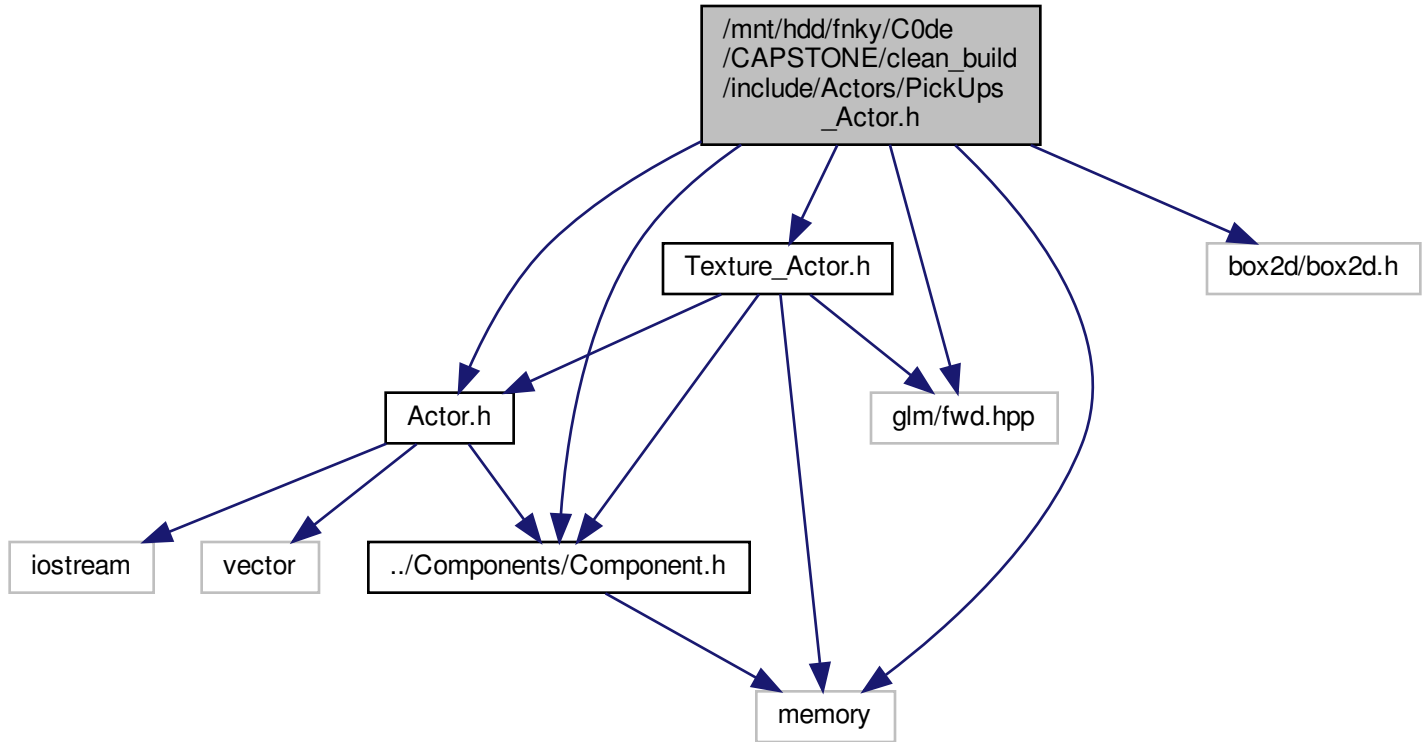 /mnt/hdd/fnky/C0de
/CAPSTONE/clean_build
/include/Actors/PickUps
_Actor.h
Texture_Actor.h
box2d/box2d.h
Actor.h
glm/fwd.hpp
iostream
vector
../Components/Component.h
memory